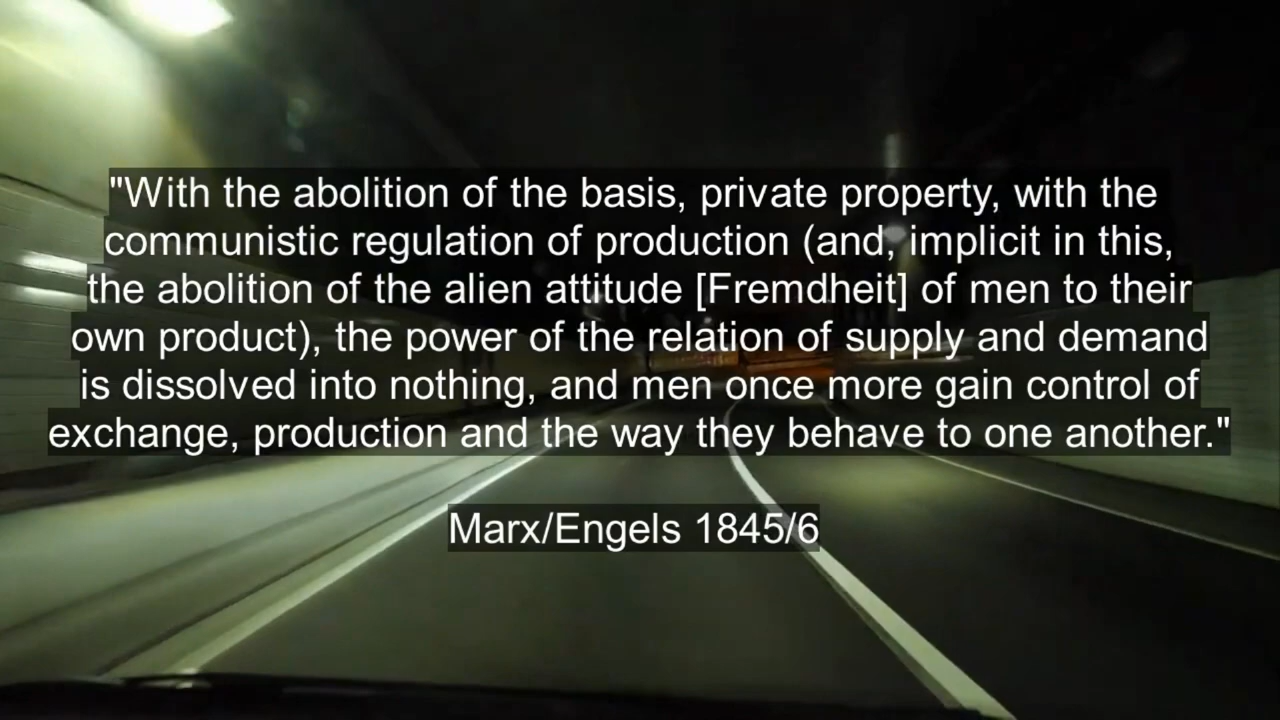 "With the abolition of the basis, private property, with the
communistic regulation of production (and, implicit in this,
the abolition of the alien attitude [Fremdheit] of men to their
own product), the power of the relation of supply and demand
is dissolved into nothing, and men once more gain control of
exchange, production and the way they behave to one another."
Marx/Engels 1845/6